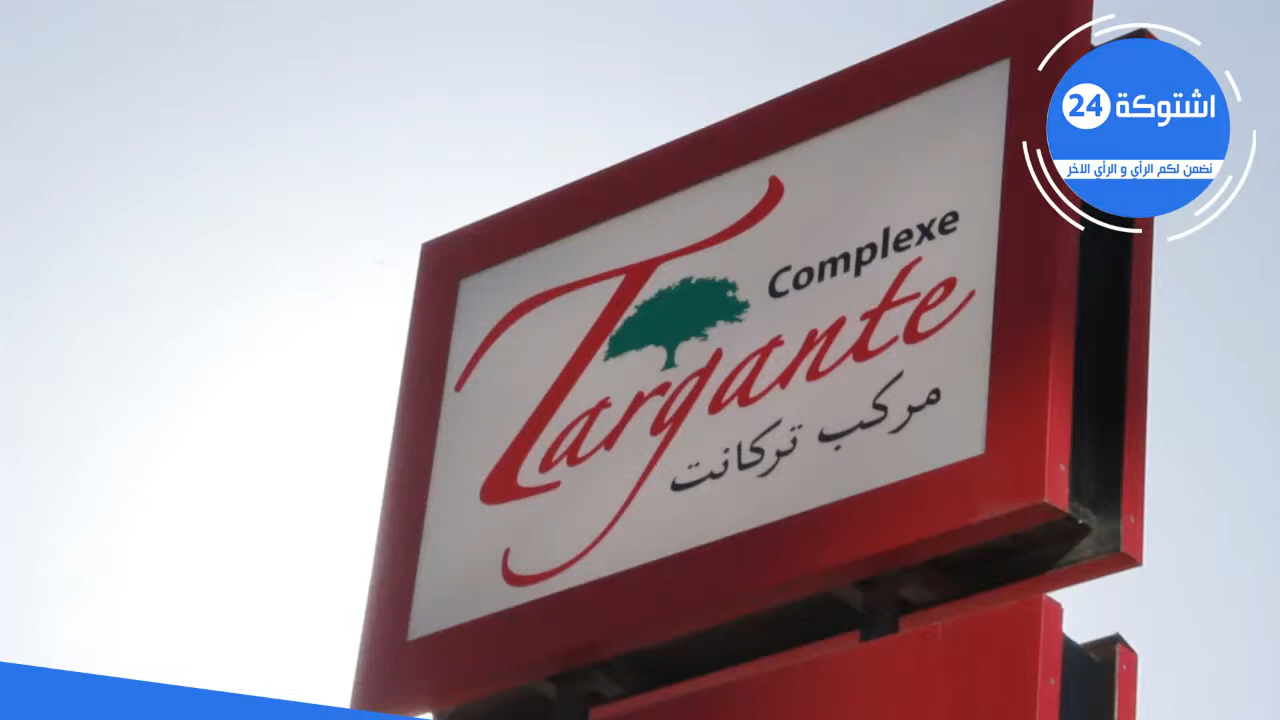 Complexe
Targante
مركب تركانت
اشتوكة 24
نضمن لكم الرأي و الرأي الاخر